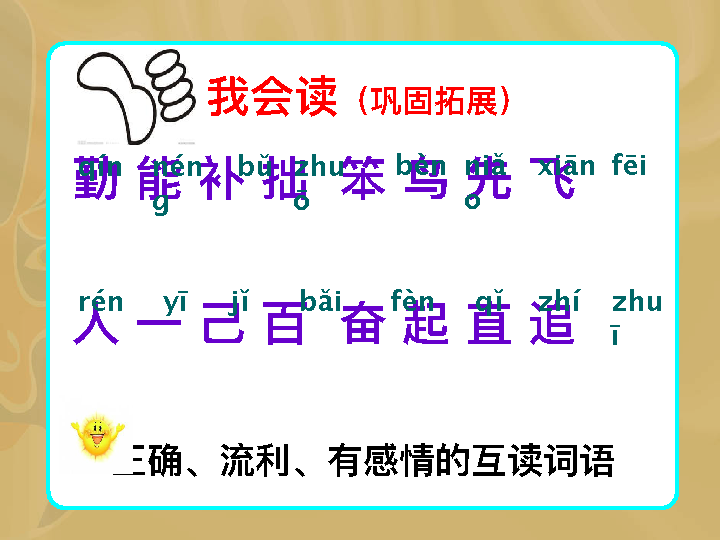 我会读（巩固拓展）
qín néng bǔ zhuō bèn niǎo xiān fēi
勤能补拙 笨鸟先飞
rén yī jǐ bǎi fèn qǐ zhí zhuī
人一己百 奋起直追
正确、流利、有感情的互读词语